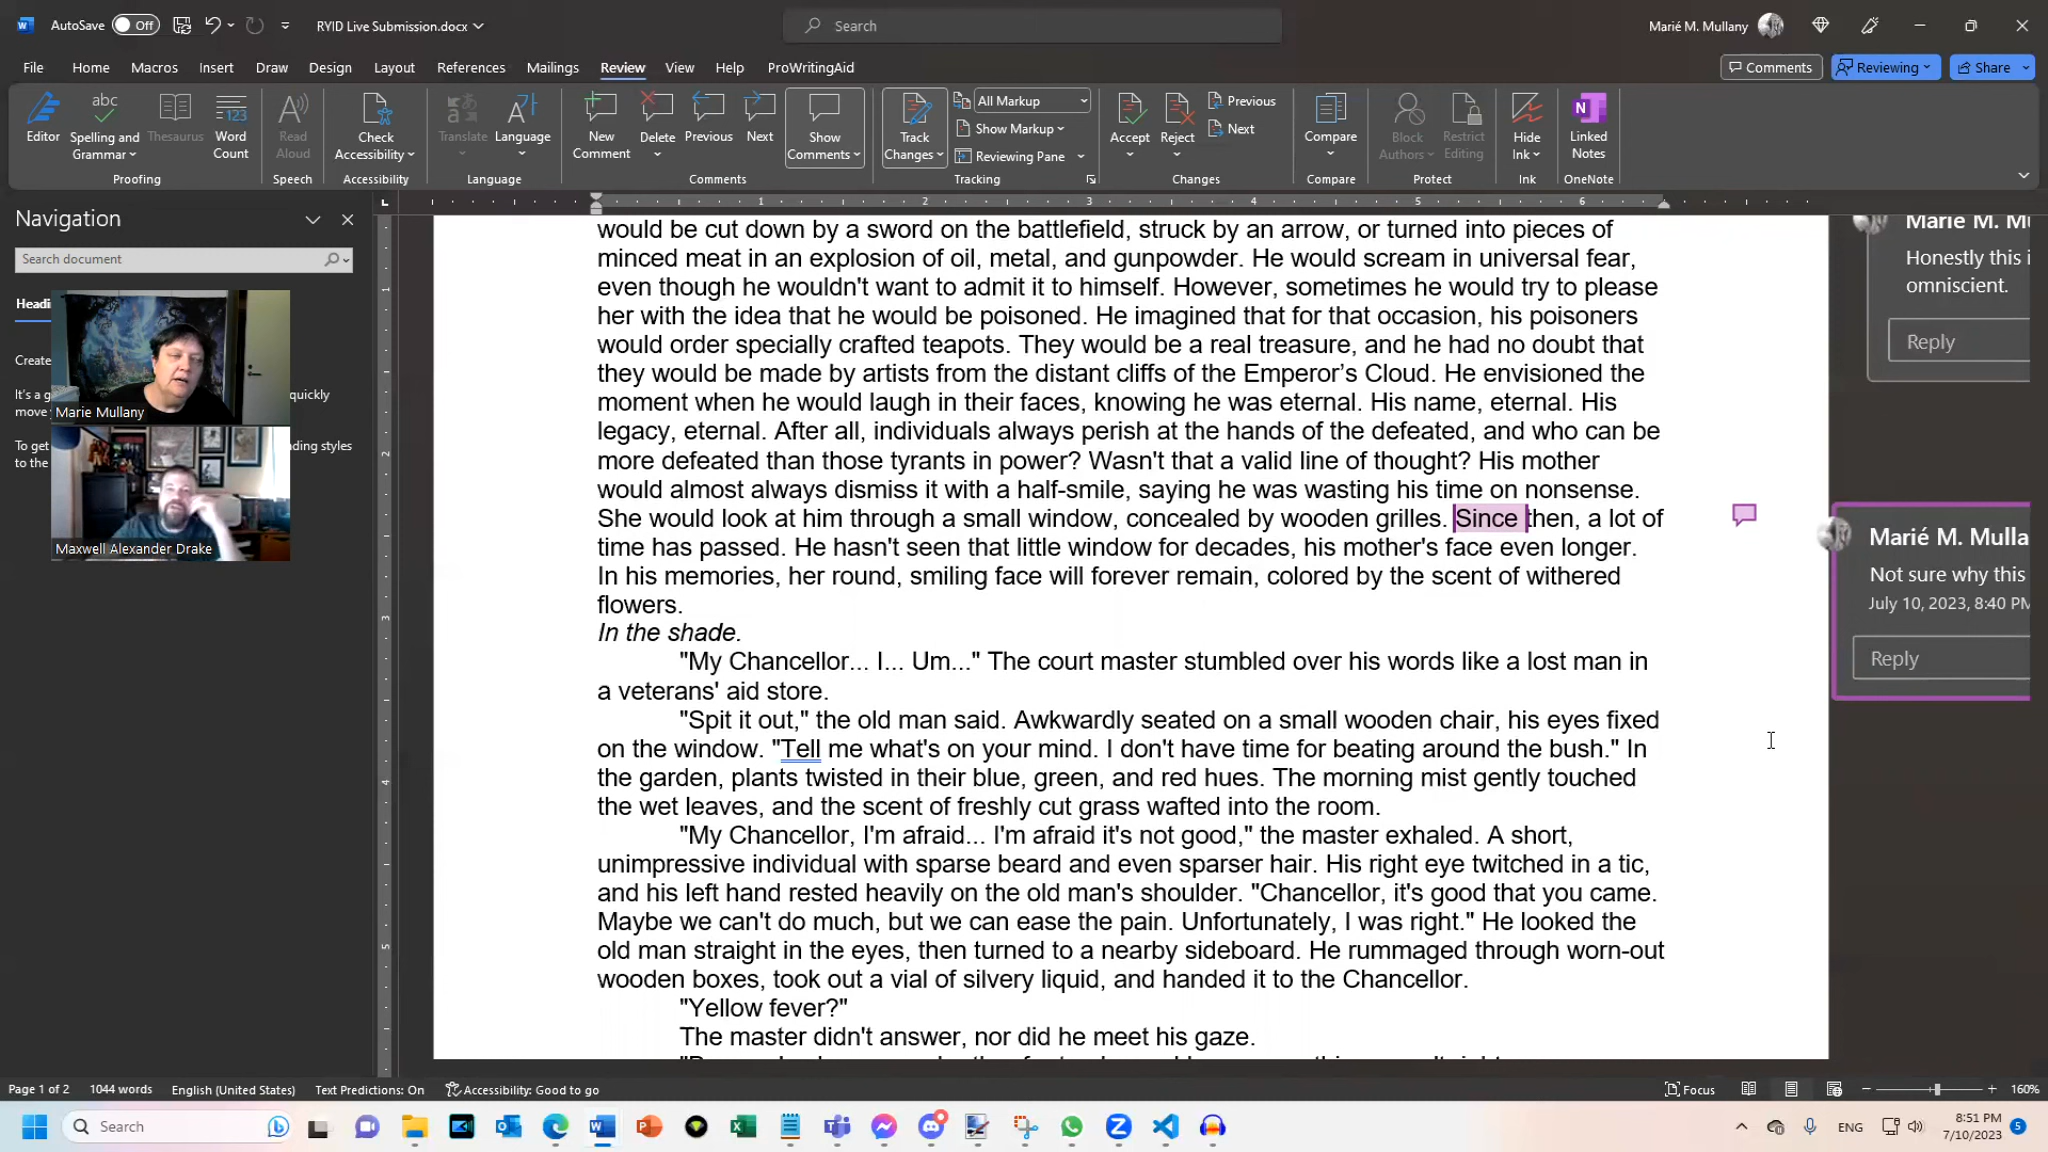 AutoSave Off RYID Live Submission.docx Search Marié M. Mullany
File Home Macros Insert Draw Design Layout References Mailings Review View Help ProWritingAid Comments Reviewing Share
Editor Spelling and Grammar Thesaurus Word Count Read Aloud Check Accessibility Translate Language New Comment Delete Previous Next Show Comments Track Changes All Markup Show Markup Reviewing Pane Accept Reject Previous Next Compare Block Authors Restrict Editing Hide Ink Linked Notes
Proofing Speech Accessibility Language Comments Tracking Changes Compare Protect Ink OneNote
Navigation
Search document
Headi
Create
It's a g quickly
move
To get ding styles
to the
Marie Mullany
Maxwell Alexander Drake
1 2 3 4 5 6
1
2
3
4
5
would be cut down by a sword on the battlefield, struck by an arrow, or turned into pieces of
minced meat in an explosion of oil, metal, and gunpowder. He would scream in universal fear,
even though he wouldn't want to admit it to himself. However, sometimes he would try to please
her with the idea that he would be poisoned. He imagined that for that occasion, his poisoners
would order specially crafted teapots. They would be a real treasure, and he had no doubt that
they would be made by artists from the distant cliffs of the Emperor’s Cloud. He envisioned the
moment when he would laugh in their faces, knowing he was eternal. His name, eternal. His
legacy, eternal. After all, individuals always perish at the hands of the defeated, and who can be
more defeated than those tyrants in power? Wasn't that a valid line of thought? His mother
would almost always dismiss it with a half-smile, saying he was wasting his time on nonsense.
She would look at him through a small window, concealed by wooden grilles. Since then, a lot of
time has passed. He hasn't seen that little window for decades, his mother's face even longer.
In his memories, her round, smiling face will forever remain, colored by the scent of withered
flowers.
In the shade.
"My Chancellor... I... Um..." The court master stumbled over his words like a lost man in
a veterans' aid store.
"Spit it out," the old man said. Awkwardly seated on a small wooden chair, his eyes fixed
on the window. "Tell me what's on your mind. I don't have time for beating around the bush." In
the garden, plants twisted in their blue, green, and red hues. The morning mist gently touched
the wet leaves, and the scent of freshly cut grass wafted into the room.
"My Chancellor, I'm afraid... I'm afraid it's not good," the master exhaled. A short,
unimpressive individual with sparse beard and even sparser hair. His right eye twitched in a tic,
and his left hand rested heavily on the old man's shoulder. "Chancellor, it's good that you came.
Maybe we can't do much, but we can ease the pain. Unfortunately, I was right." He looked the
old man straight in the eyes, then turned to a nearby sideboard. He rummaged through worn-out
wooden boxes, took out a vial of silvery liquid, and handed it to the Chancellor.
"Yellow fever?"
The master didn't answer, nor did he meet his gaze.
Marié M. Mu
Honestly this i
omniscient.
Reply
Marié M. Mulla
Not sure why this
July 10, 2023, 8:40 PM
Reply
Page 1 of 2 1044 words English (United States) Text Predictions: On Accessibility: Good to go Focus 160%
Search ENG 8:51 PM 5
7/10/2023